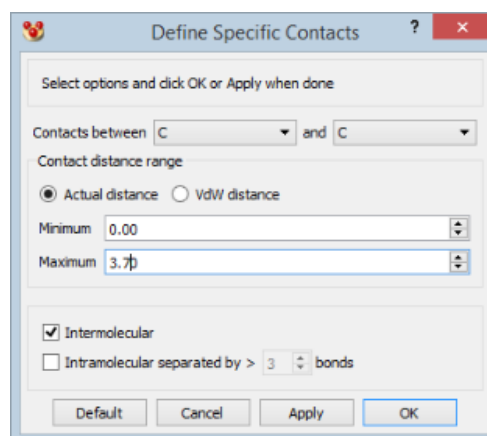 Define Specific Contacts ? ×
Select options and click OK or Apply when done
Contacts between C and C
Contact distance range
Actual distance VdW distance
Minimum 0.00
Maximum 3.70
Intermolecular
Intramolecular separated by > 3 bonds
Default Cancel Apply OK